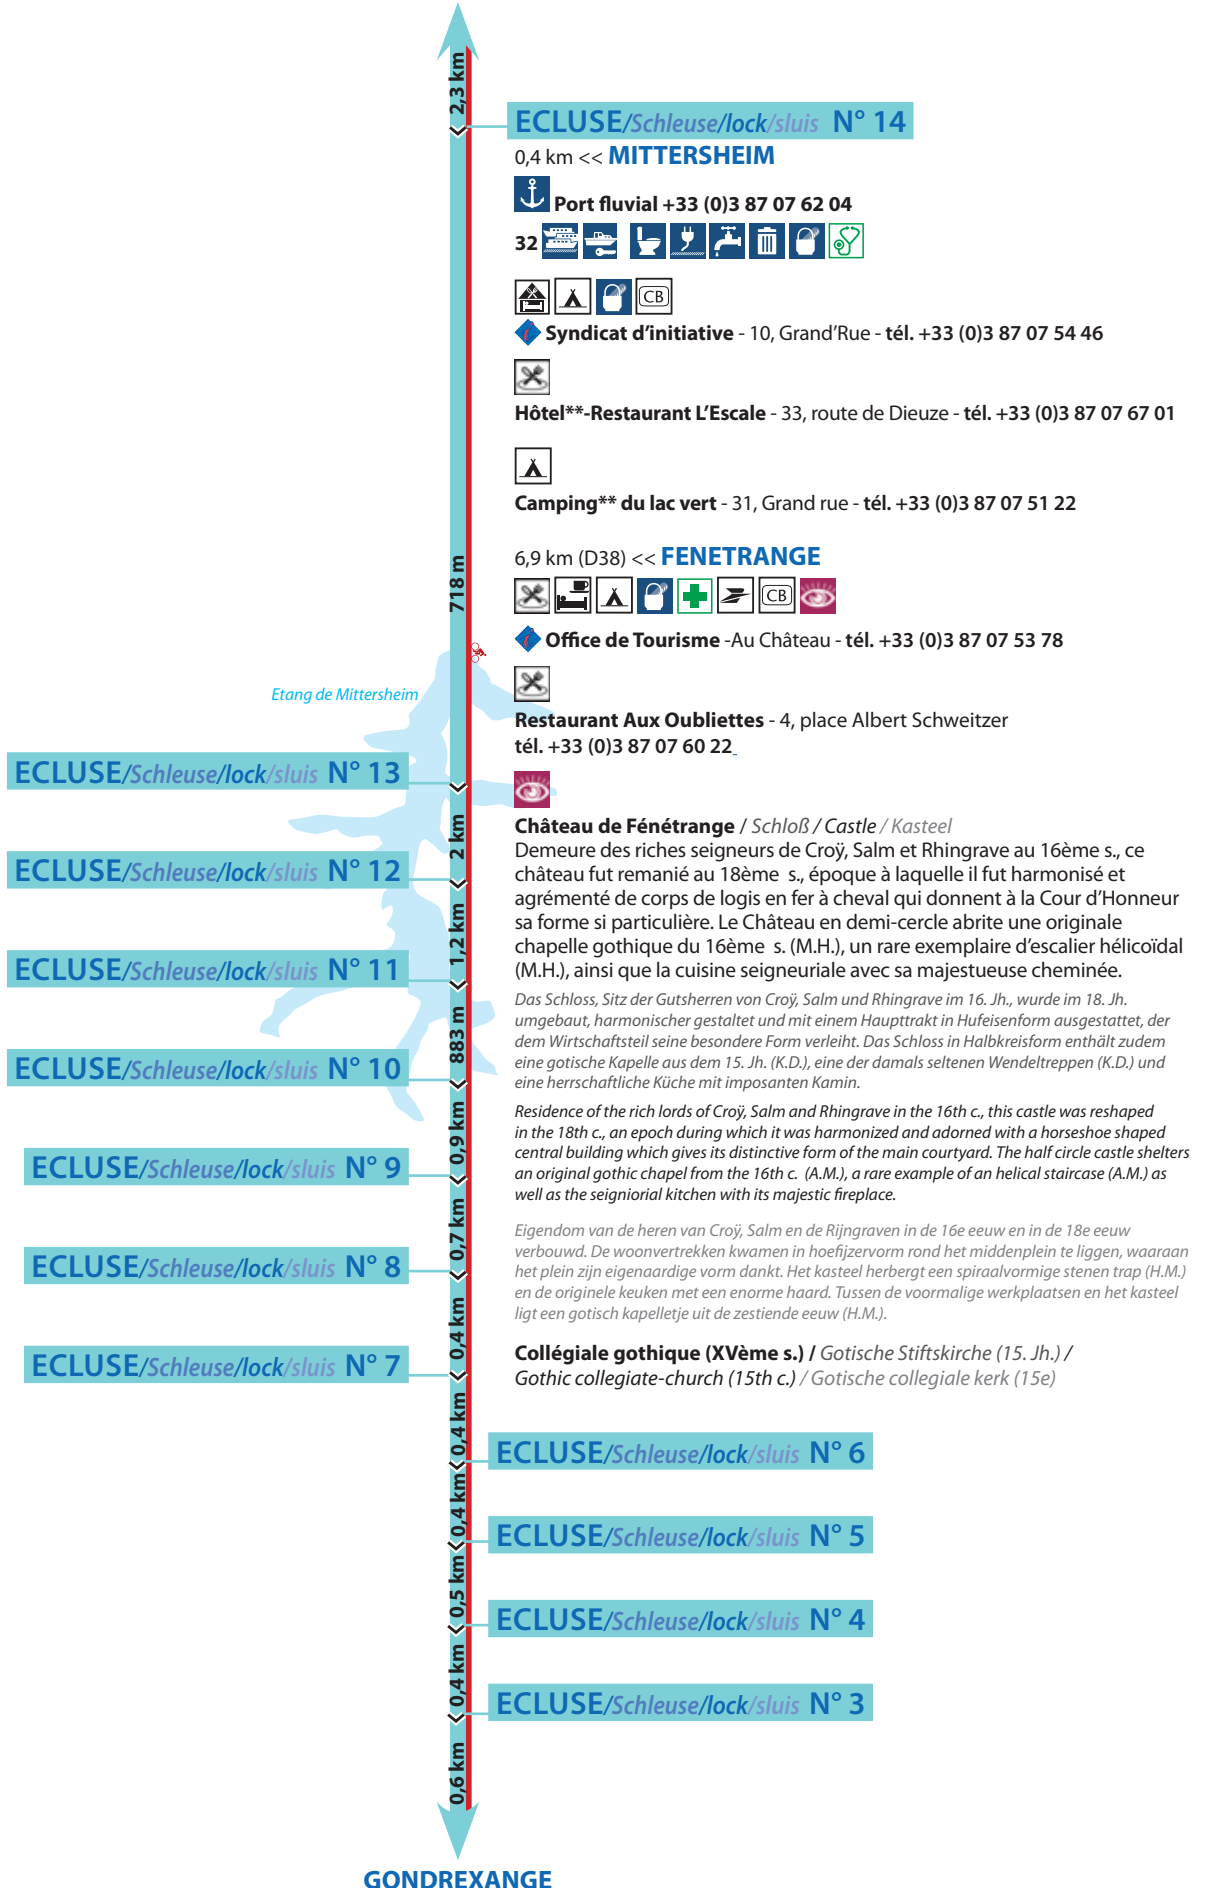 2,3 km
ECLUSE/Schleuse/lock/sluis N° 14
0,4 km << MITTERSHEIM
Port fluvial +33 (0)3 87 07 62 04
32
CB
Syndicat d'initiative - 10, Grand'Rue - tél. +33 (0)3 87 07 54 46
Hôtel**-Restaurant L'Escale - 33, route de Dieuze - tél. +33 (0)3 87 07 67 01
Camping** du lac vert - 31, Grand rue - tél. +33 (0)3 87 07 51 22
718 m
6,9 km (D38) << FENETRANGE
CB
Office de Tourisme -Au Château - tél. +33 (0)3 87 07 53 78
Etang de Mittersheim
Restaurant Aux Oubliettes - 4, place Albert Schweitzer
tél. +33 (0)3 87 07 60 22
ECLUSE/Schleuse/lock/sluis N° 13
2 km
ECLUSE/Schleuse/lock/sluis N° 12
1,2 km
ECLUSE/Schleuse/lock/sluis N° 11
883 m
ECLUSE/Schleuse/lock/sluis N° 10
0,9 km
ECLUSE/Schleuse/lock/sluis N° 9
0,7 km
ECLUSE/Schleuse/lock/sluis N° 8
0,4 km
ECLUSE/Schleuse/lock/sluis N° 7
Château de Fénétrange / Schloß / Castle / Kasteel
Demeure des riches seigneurs de Croÿ, Salm et Rhingrave au 16ème s., ce
château fut remanié au 18ème s., époque à laquelle il fut harmonisé et
agrémenté de corps de logis en fer à cheval qui donnent à la Cour d'Honneur
sa forme si particulière. Le Château en demi-cercle abrite une originale
chapelle gothique du 16ème s. (M.H.), un rare exemplaire d'escalier hélicoïdal
(M.H.), ainsi que la cuisine seigneuriale avec sa majestueuse cheminée.
Das Schloss, Sitz der Gutsherren von Croÿ, Salm und Rhingrave im 16. Jh., wurde im 18. Jh.
umgebaut, harmonischer gestaltet und mit einem Haupttrakt in Hufeisenform ausgestattet, der
dem Wirtschaftsteil seine besondere Form verleiht. Das Schloss in Halbkreisform enthält zudem
eine gotische Kapelle aus dem 15. Jh. (K.D.), eine der damals seltenen Wendeltreppen (K.D.) und
eine herrschaftliche Küche mit imposanten Kamin.
Residence of the rich lords of Croÿ, Salm and Rhingrave in the 16th c., this castle was reshaped
in the 18th c., an epoch during which it was harmonized and adorned with a horseshoe shaped
central building which gives its distinctive form of the main courtyard. The half circle castle shelters
an original gothic chapel from the 16th c. (A.M.), a rare example of an helical staircase (A.M.) as
well as the seigniorial kitchen with its majestic fireplace.
Eigendom van de heren van Croÿ, Salm en de Rijngraven in de 16e eeuw en in de 18e eeuw
verbouwd. De woonvertrekken kwamen in hoefijzervorm rond het middenplein te liggen, waaraan
het plein zijn eigenaardige vorm dankt. Het kasteel herbergt een spiraalvormige stenen trap (H.M.)
en de originele keuken met een enorme haard. Tussen de voormalige werkplaatsen en het kasteel
ligt een gotisch kapelletje uit de zestiende eeuw (H.M.).
Collégiale gothique (XVème s.) / Gotische Stiftskirche (15. Jh.) /
Gothic collegiate-church (15th c.) / Gotische collegiale kerk (15e)
0,4 km
ECLUSE/Schleuse/lock/sluis N° 6
0,4 km
ECLUSE/Schleuse/lock/sluis N° 5
0,5 km
ECLUSE/Schleuse/lock/sluis N° 4
0,4 km
ECLUSE/Schleuse/lock/sluis N° 3
0,6 km
GONDREXANGE